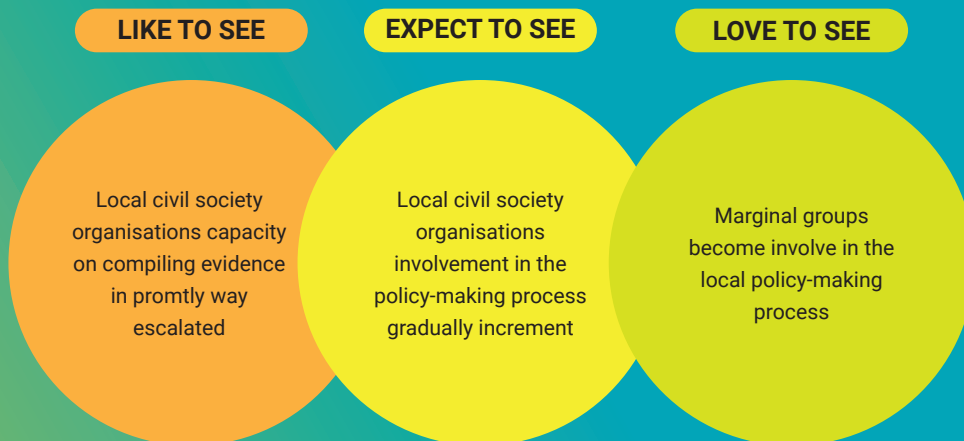 LIKE TO SEE
Local civil society
organisations capacity
on compiling evidence
in promtly way
escalated
EXPECT TO SEE
Local civil society
organisations
involvement in the
policy-making process
gradually increment
LOVE TO SEE
Marginal groups
become involve in the
local policy-making
process